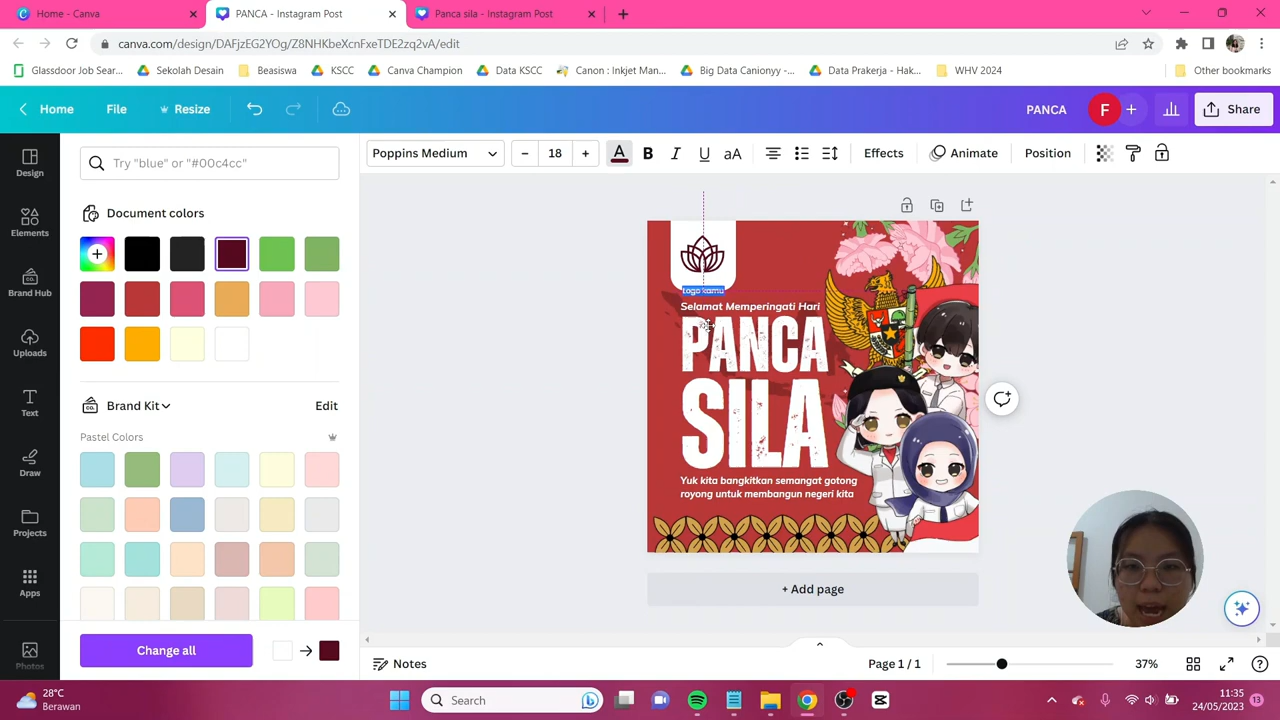 Home - Canva
PANCA - Instagram Post
Panca sila - Instagram Post
canva.com/design/DAFjzEG2YOg/Z8NHKbeXcnFxeTDE2zq2vA/edit
Glassdoor Job Sear...
Sekolah Desain
Beasiswa
KSCC
Canva Champion
Data KSCC
Canon : Inkjet Man...
Big Data Canionyy -...
Data Prakerja - Hak...
WHV 2024
Other bookmarks
Home
File
Resize
PANCA
F
Share
Try "blue" or "#00c4cc"
Poppins Medium
18
A
B
I
U
aA
Effects
Animate
Position
Design
Elements
Brand Hub
Uploads
Text
Draw
Projects
Apps
Photos
Document colors
Brand Kit
Edit
Pastel Colors
Change all
Logo kamu
Selamat Memperingati Hari
PANCA
SILA
Yuk kita bangkitkan semangat gotong
royong untuk membangun negeri kita
+ Add page
Notes
Page 1 / 1
37%
28°C
Berawan
Search
11:35
24/05/2023
13